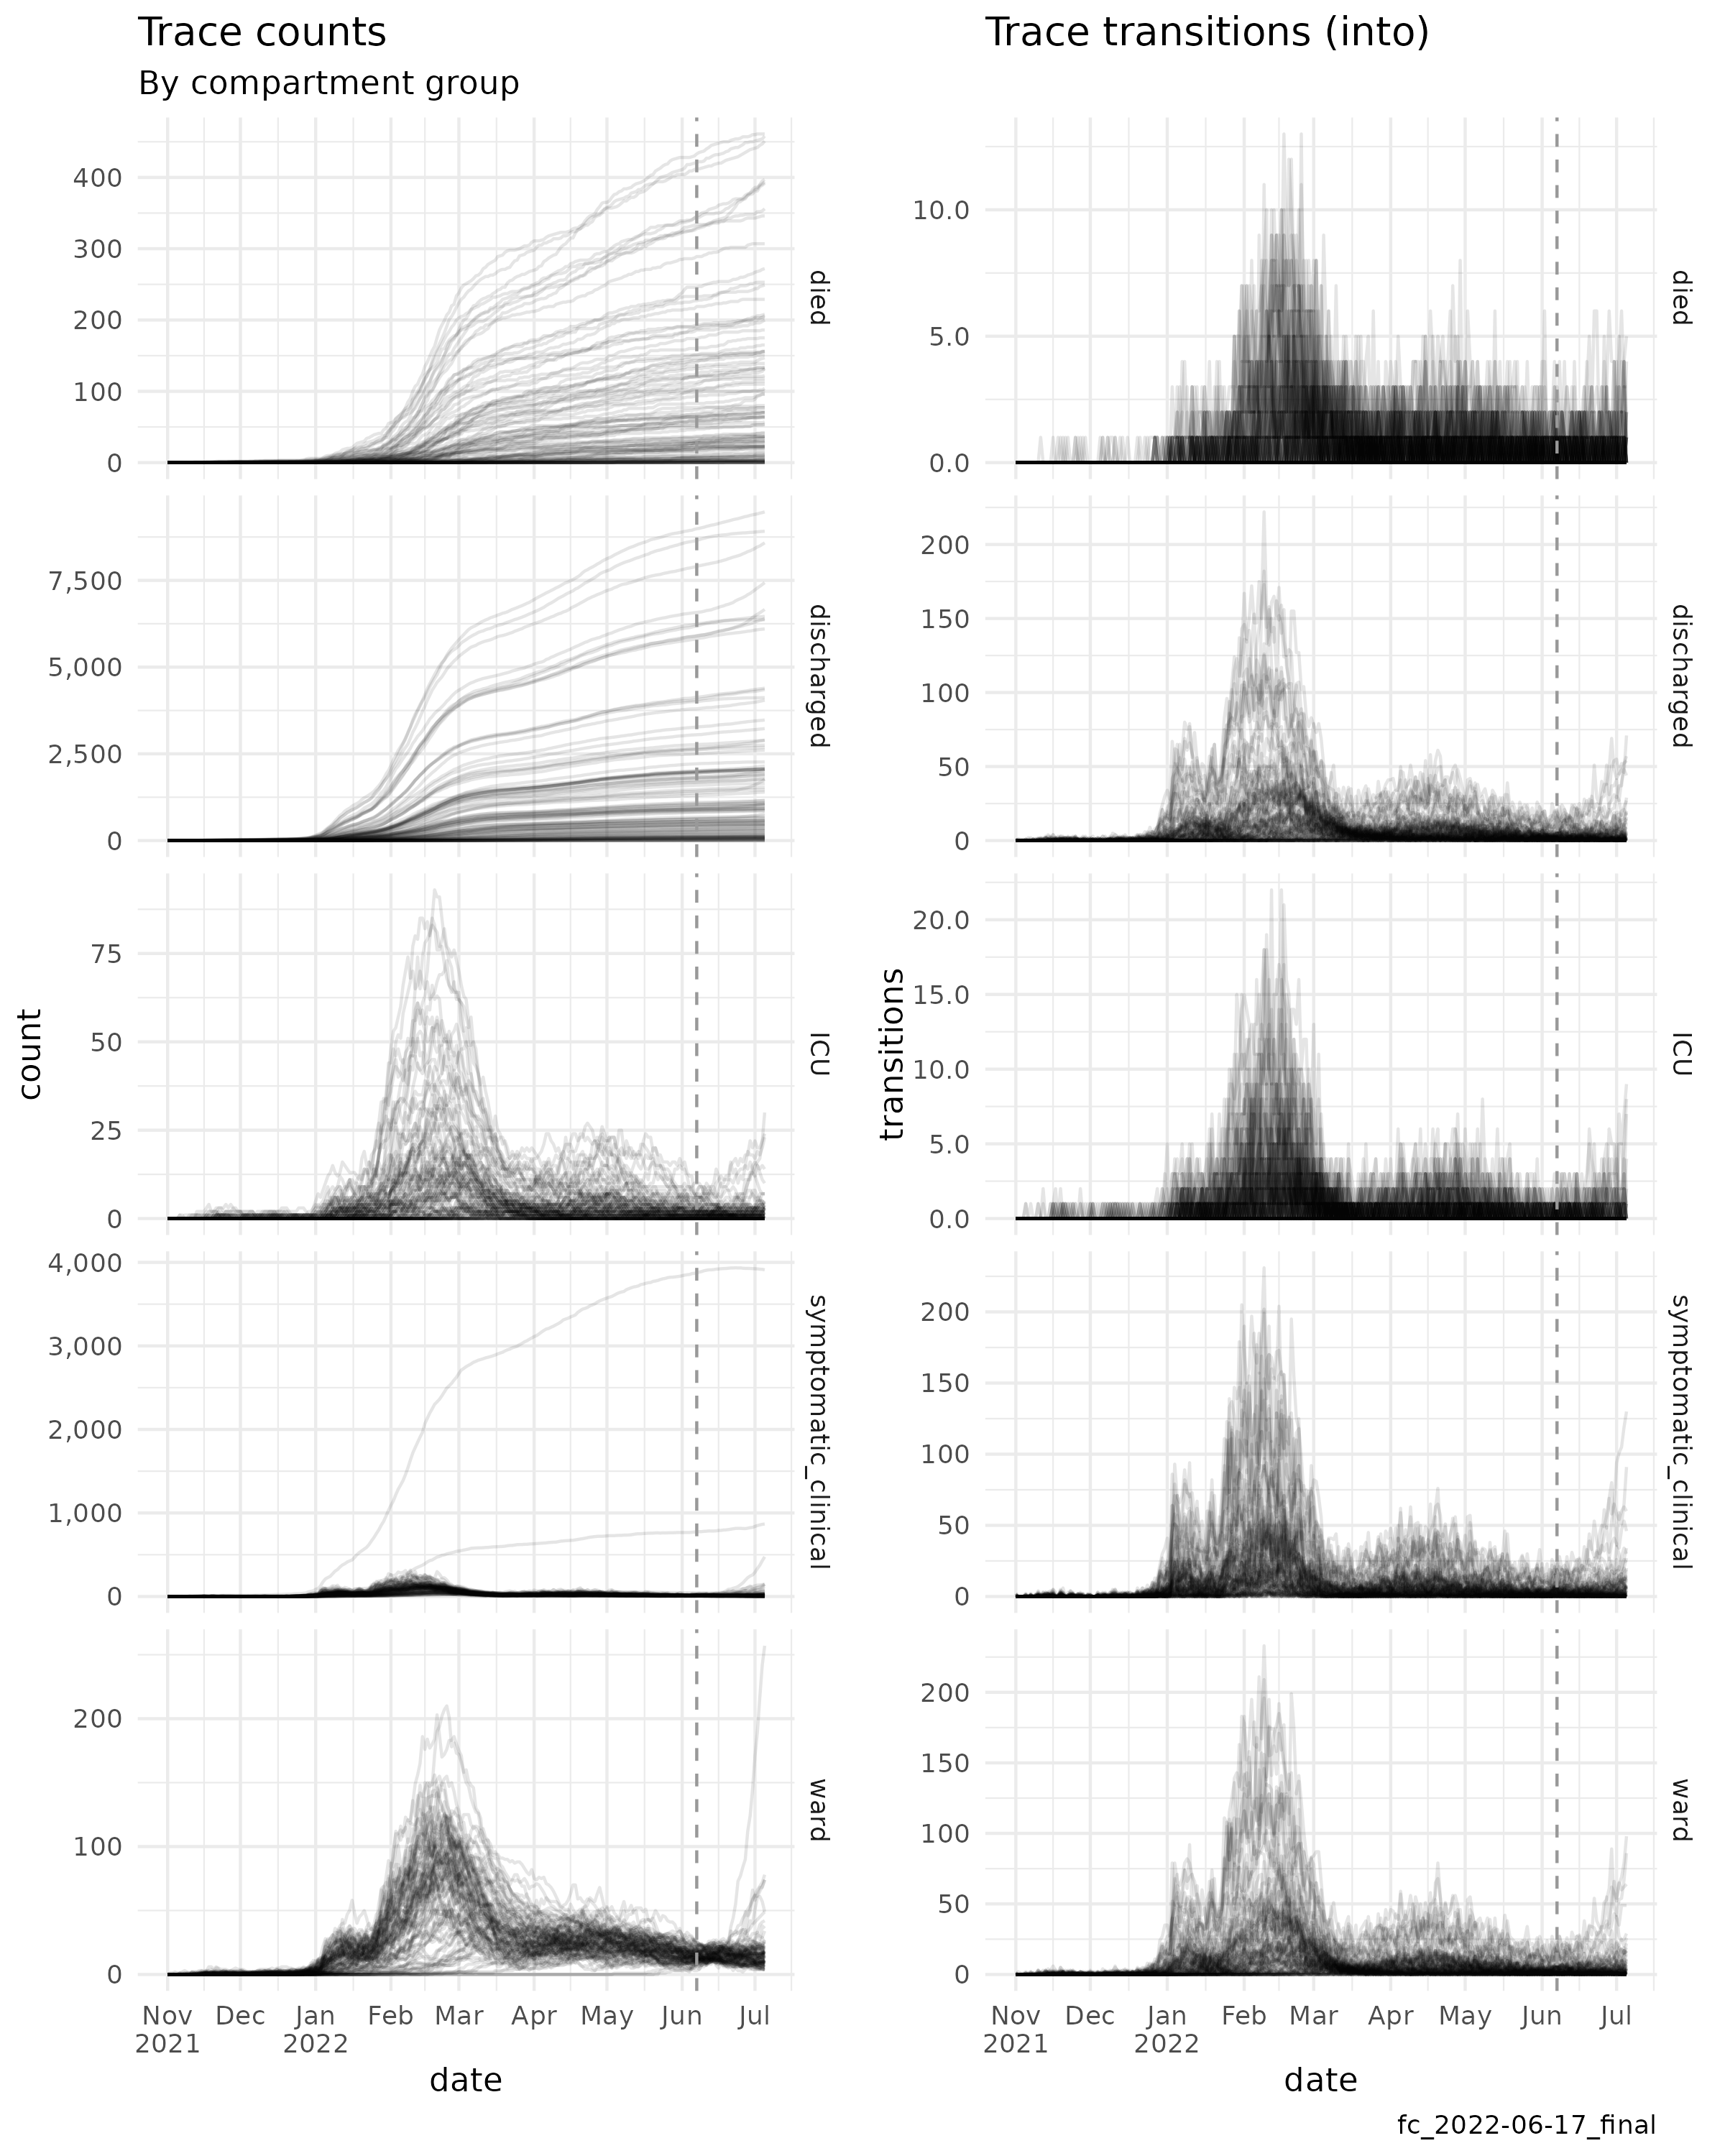 Trace counts
By compartment group
400
300
200
100
0
died
7,500
5,000
2,500
0
discharged
75
50
25
0
ICU
4,000
3,000
2,000
1,000
0
symptomatic_clinical
200
100
0
ward
count
Nov Dec Jan Feb Mar Apr May Jun Jul
2021 2022
date
Trace transitions (into)
10.0
5.0
0.0
died
200
150
100
50
0
discharged
20.0
15.0
10.0
5.0
0.0
ICU
200
150
100
50
0
symptomatic_clinical
200
150
100
50
0
ward
transitions
Nov Dec Jan Feb Mar Apr May Jun Jul
2021 2022
date
fc_2022-06-17_final